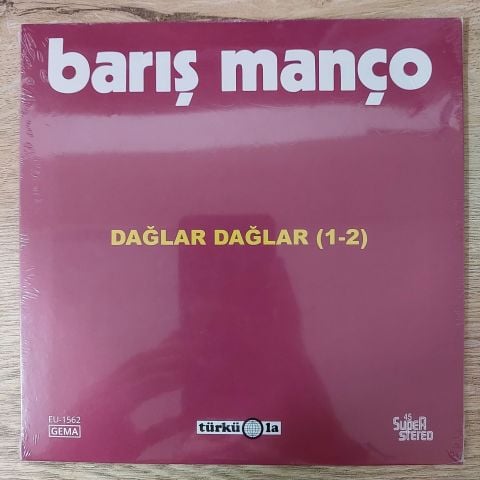 barış manço
DAĞLAR DAĞLAR (1-2)
EU-1562
GEMA
türküola
45
SUPER
STEREO